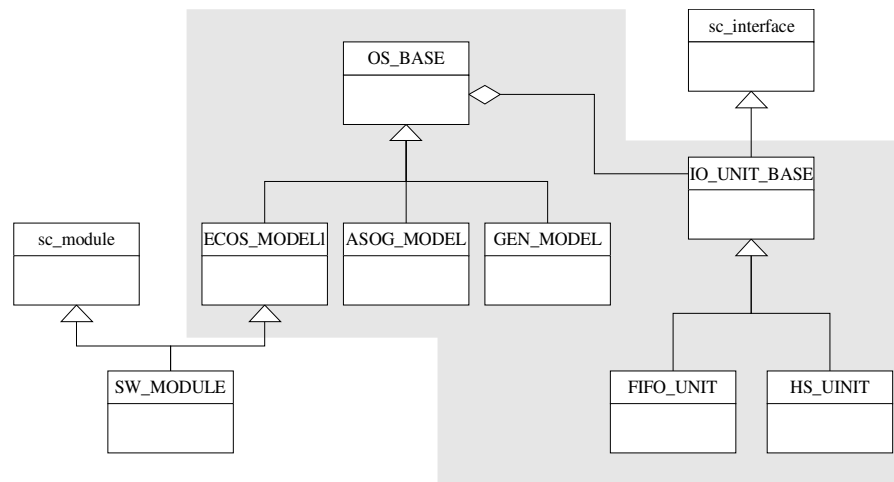 sc_interface
OS_BASE
IO_UNIT_BASE
sc_module
ECOS_MODEL1
ASOG_MODEL
GEN_MODEL
SW_MODULE
FIFO_UNIT
HS_UINIT